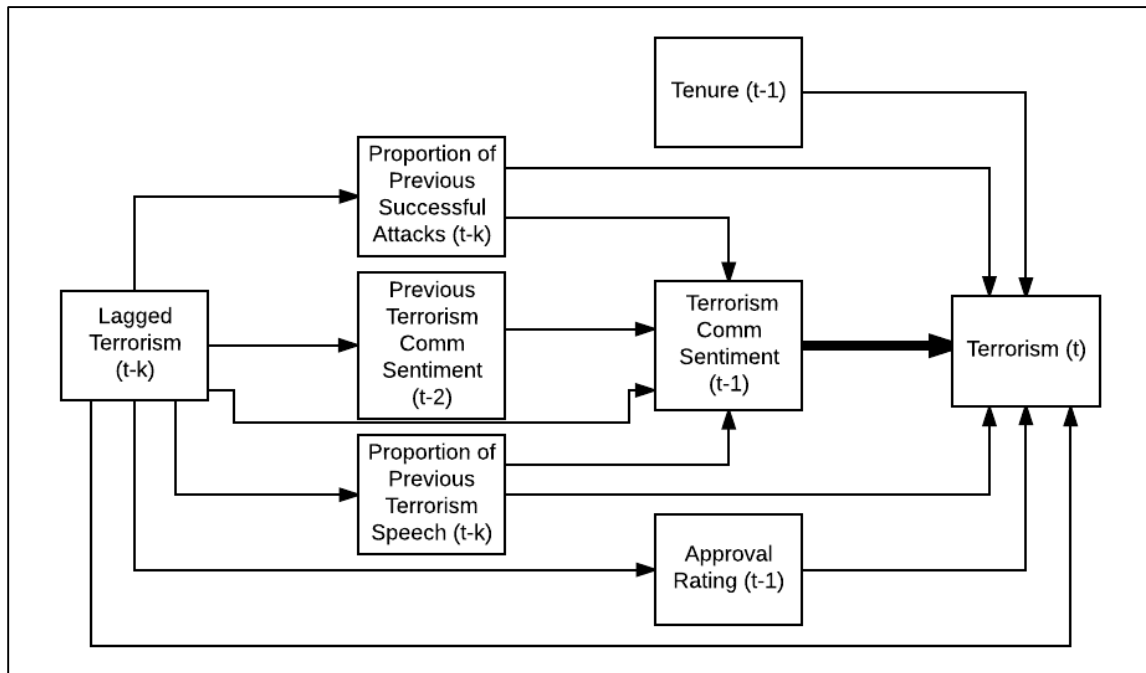 Tenure (t-1)
Proportion of
Previous
Successful
Attacks (t-k)
Lagged
Terrorism
(t-k)
Previous
Terrorism
Comm
Sentiment
(t-2)
Terrorism
Comm
Sentiment
(t-1)
Terrorism (t)
Proportion of
Previous
Terrorism
Speech (t-k)
Approval
Rating (t-1)